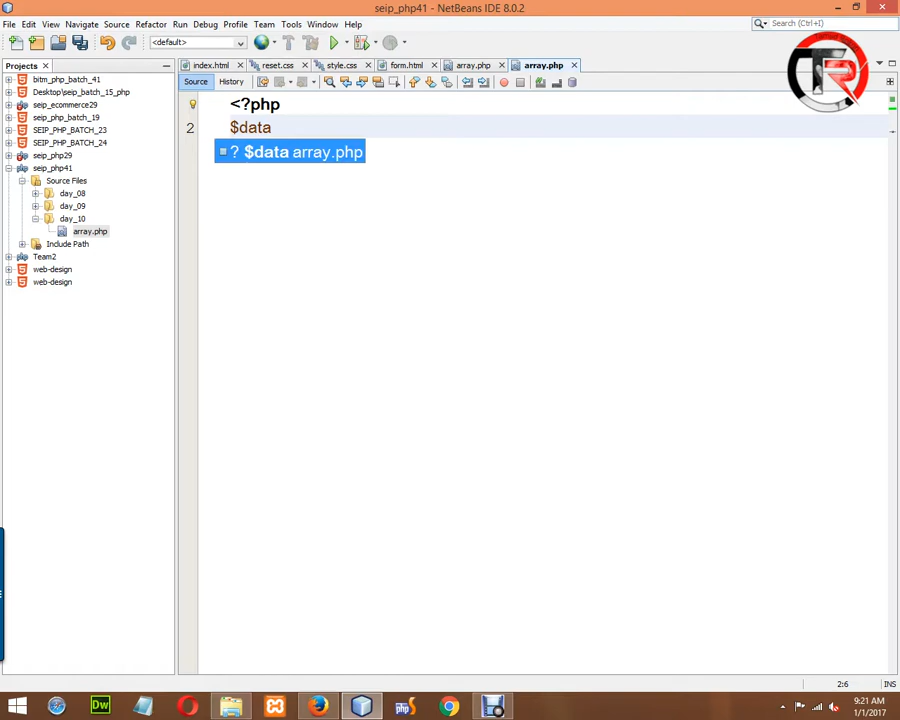 seip_php41 - NetBeans IDE 8.0.2
File Edit View Navigate Source Refactor Run Debug Profile Team Tools Window Help
Search (Ctrl+I)
<default>
Projects
index.html reset.css style.css form.html array.php array.php
Source History
bitm_php_batch_41
Desktop\seip_batch_15_php
seip_ecommerce29
seip_php_batch_19
SEIP_PHP_BATCH_23
SEIP_PHP_BATCH_24
seip_php29
seip_php41
Source Files
day_08
day_09
day_10
array.php
Include Path
Team2
web-design
web-design
<?php
2 $data
? $data array.php
TR
2:6 INS
Dw
9:21 AM
1/1/2017